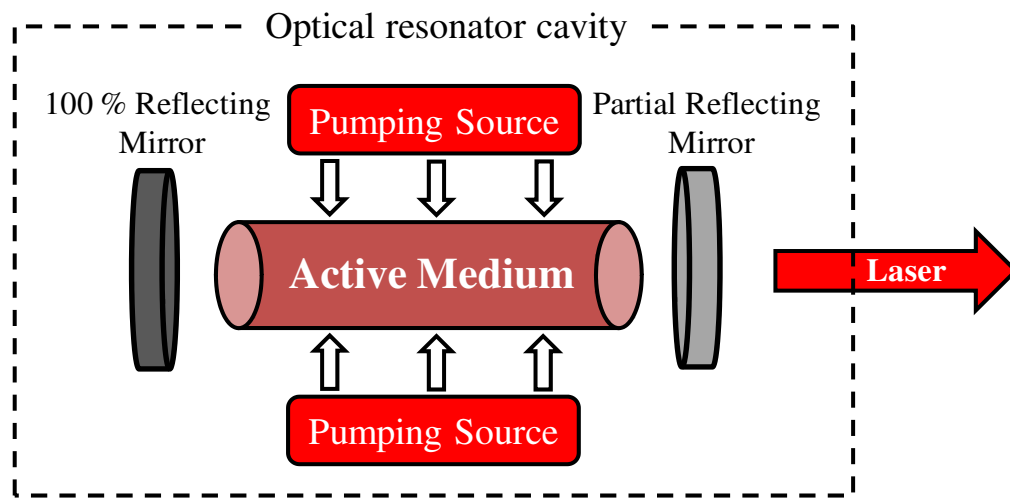 Optical resonator cavity
100 % Reflecting
Mirror
Pumping Source
Partial Reflecting
Mirror
Active Medium
Laser
Pumping Source